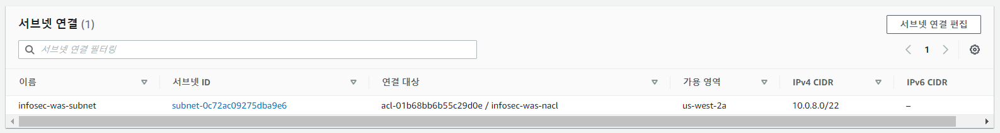 서브넷 연결 (1)
서브넷 연결 편집
서브넷 연결 필터링
1
이름 서브넷 ID 연결 대상 가용 영역 IPv4 CIDR IPv6 CIDR
infosec-was-subnet subnet-0c72ac09275dba9e6 acl-01b68bb6b55c29d0e / infosec-was-nacl us-west-2a 10.0.8.0/22 –